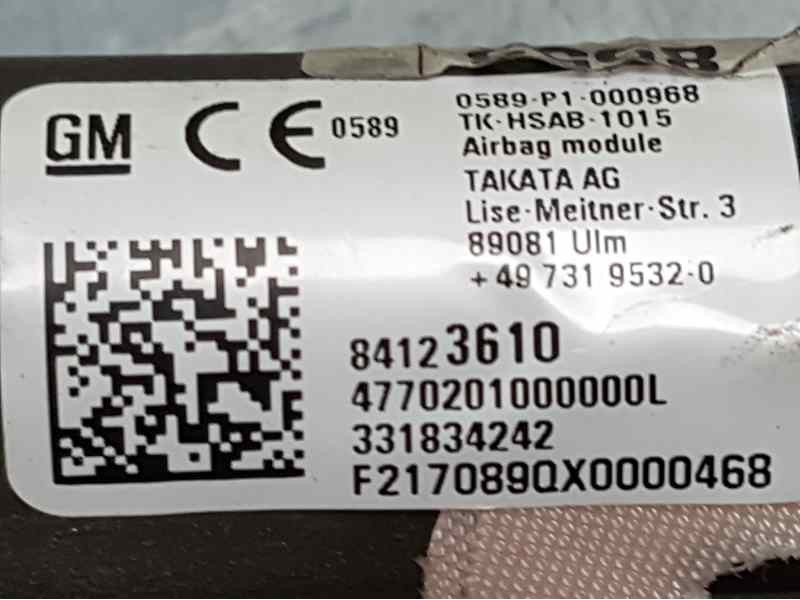 GM CE 0589
0589-P1-000968
TK-HSAB-1015
Airbag module
TAKATA AG
Lise-Meitner-Str. 3
89081 Ulm
+49 731 9532-0
84123610
4770201000000L
331834242
F217089QX0000468